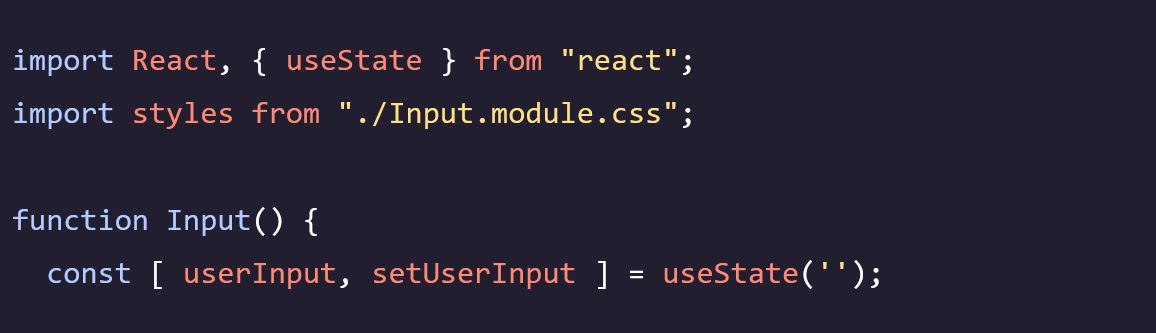 import React, { useState } from "react";
import styles from "./Input.module.css";
function Input() {
const [ userInput, setUserInput ] = useState('');